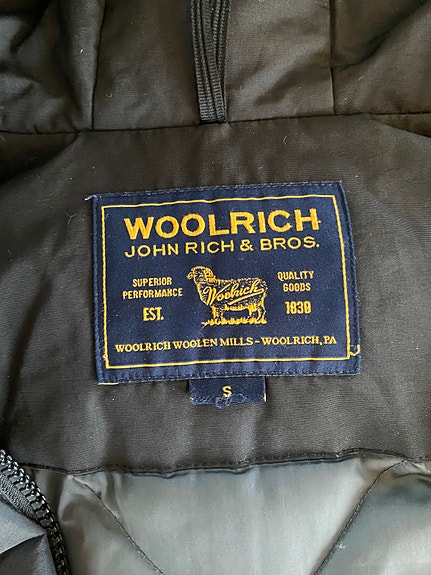 WOOLRICH
JOHN RICH & BROS.
SUPERIOR
PERFORMANCE
EST.
Woolrich
QUALITY
GOODS
1830
WOOLRICH WOOLEN MILLS - WOOLRICH, PA
S